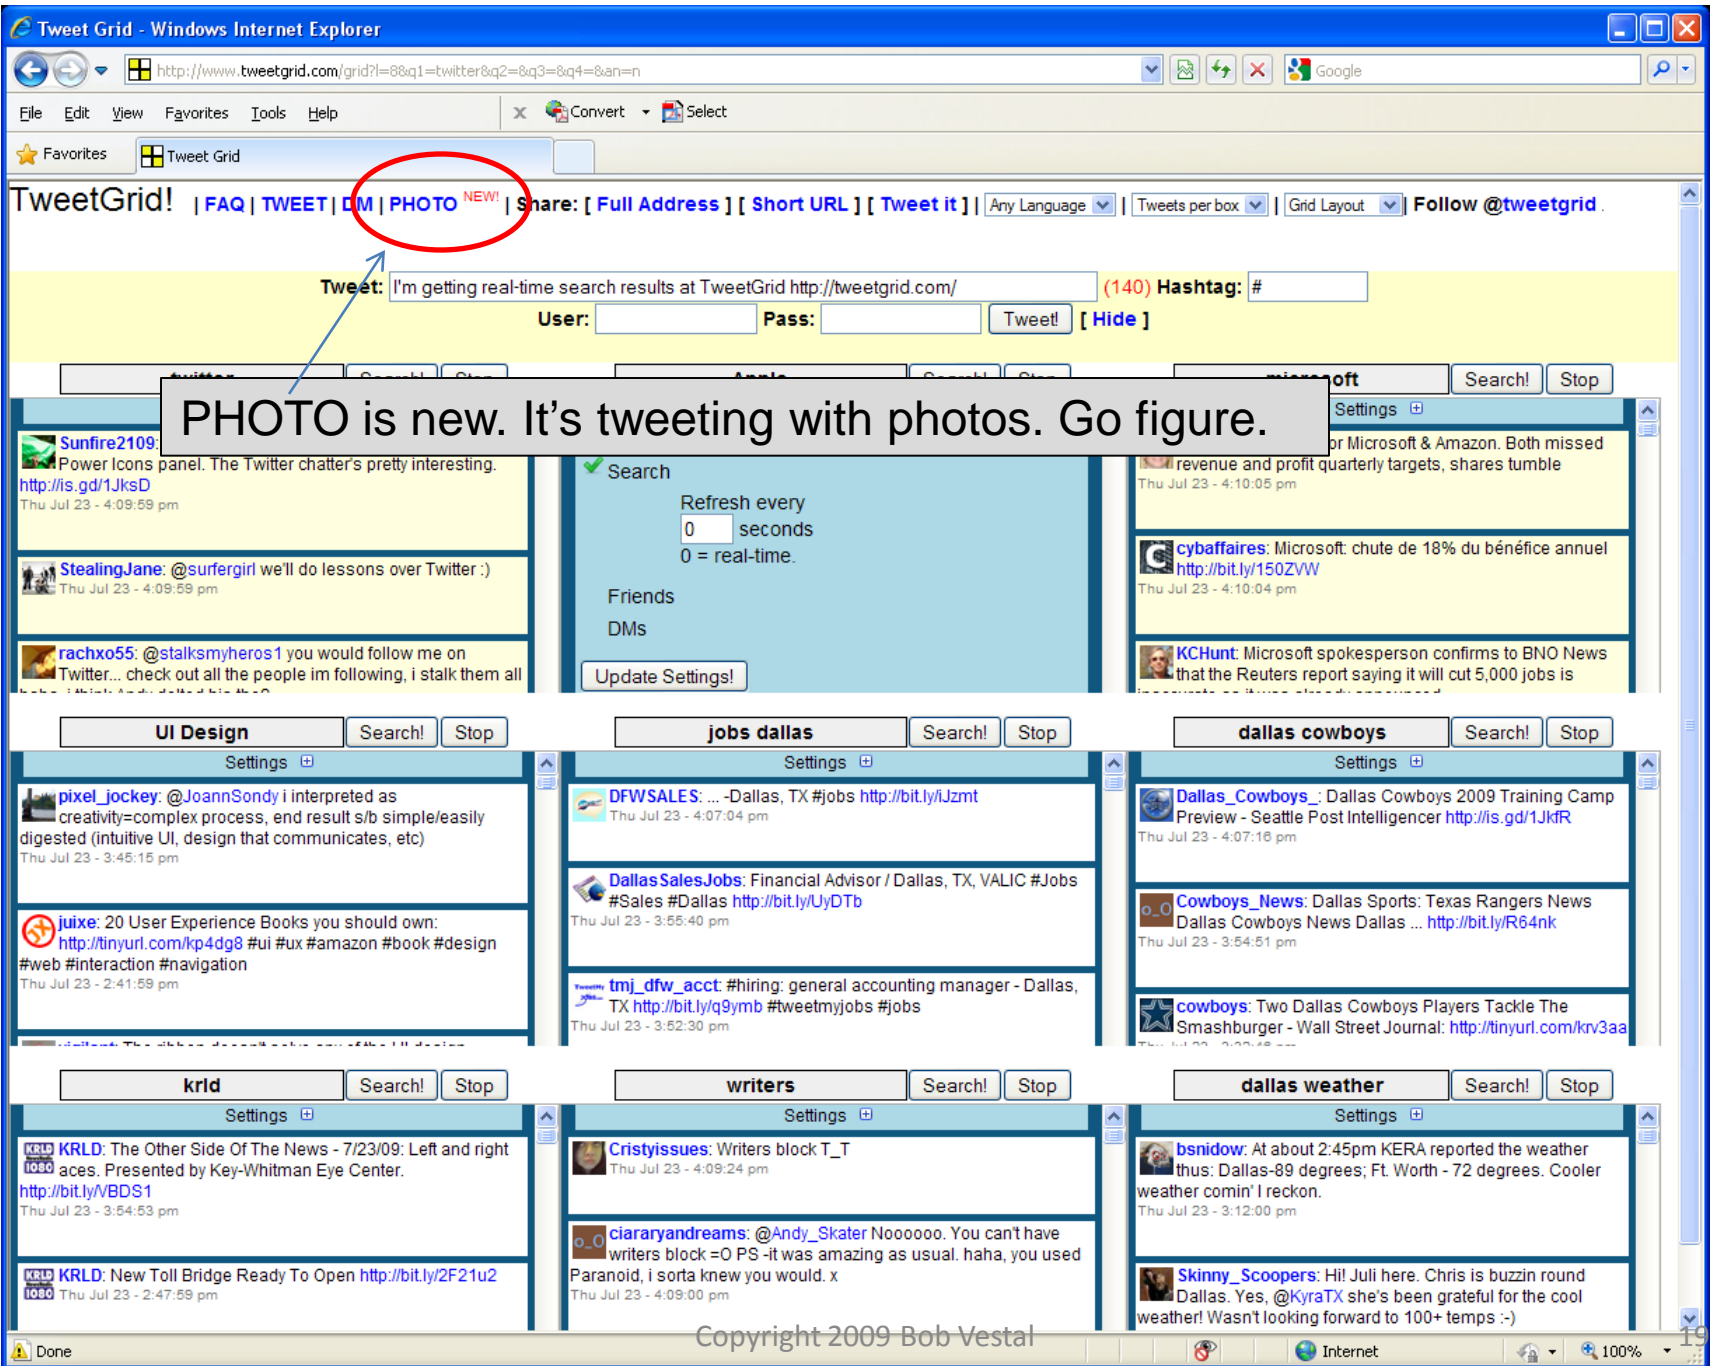 Tweet Grid - Windows Internet Explorer
http://www.tweetgrid.com/grid?l=8&q1=twitter&q2=&q3=&q4=&an=n
Google
File Edit View Favorites Tools Help
x Convert Select
Favorites Tweet Grid
TweetGrid! | FAQ | TWEET | DM | PHOTO NEW! | Share: [ Full Address ] [ Short URL ] [ Tweet it ] | Any Language | Tweets per box | Grid Layout | Follow @tweetgrid .
Tweet: I'm getting real-time search results at TweetGrid http://tweetgrid.com/ (140) Hashtag: #
User: Pass: Tweet! [ Hide ]
twitter Search! Stop
Apple Search! Stop
microsoft Search! Stop
PHOTO is new. It's tweeting with photos. Go figure.
Sunfire2109:
Power Icons panel. The Twitter chatter's pretty interesting.
http://is.gd/1JksD
Thu Jul 23 - 4:09:59 pm
StealingJane: @surfergirl we'll do lessons over Twitter :)
Thu Jul 23 - 4:09:59 pm
rachxo55: @stalksmyheros1 you would follow me on
Twitter... check out all the people im following, i stalk them all
Search
Refresh every
0 seconds
0 = real-time.
Friends
DMs
Update Settings!
Settings
or Microsoft & Amazon. Both missed
revenue and profit quarterly targets, shares tumble
Thu Jul 23 - 4:10:05 pm
cybaffaires: Microsoft: chute de 18% du bénéfice annuel
http://bit.ly/150ZVW
Thu Jul 23 - 4:10:04 pm
KCHunt: Microsoft spokesperson confirms to BNO News
that the Reuters report saying it will cut 5,000 jobs is
inaccurate as it was already announced
UI Design Search! Stop
Settings
pixel_jockey: @JoannSondy i interpreted as
creativity=complex process, end result s/b simple/easily
digested (intuitive UI, design that communicates, etc)
Thu Jul 23 - 3:45:15 pm
juixe: 20 User Experience Books you should own:
http://tinyurl.com/kp4dg8 #ui #ux #amazon #book #design
#web #interaction #navigation
Thu Jul 23 - 2:41:59 pm
vigilant: The ribbon doesn't solve any of the UI design
jobs dallas Search! Stop
Settings
DFWSALES: ... -Dallas, TX #jobs http://bit.ly/iJzmt
Thu Jul 23 - 4:07:04 pm
DallasSalesJobs: Financial Advisor / Dallas, TX, VALIC #Jobs
#Sales #Dallas http://bit.ly/UyDTb
Thu Jul 23 - 3:55:40 pm
tmj_dfw_acct: #hiring: general accounting manager - Dallas,
TX http://bit.ly/q9ymb #tweetmyjobs #jobs
Thu Jul 23 - 3:52:30 pm
dallas cowboys Search! Stop
Settings
Dallas_Cowboys_: Dallas Cowboys 2009 Training Camp
Preview - Seattle Post Intelligencer http://is.gd/1JkfR
Thu Jul 23 - 4:07:16 pm
Cowboys_News: Dallas Sports: Texas Rangers News
Dallas Cowboys News Dallas ... http://bit.ly/R64nk
Thu Jul 23 - 3:54:51 pm
cowboys: Two Dallas Cowboys Players Tackle The
Smashburger - Wall Street Journal: http://tinyurl.com/krv3aa
krld Search! Stop
Settings
KRLD: The Other Side Of The News - 7/23/09: Left and right
aces. Presented by Key-Whitman Eye Center.
http://bit.ly/VBDS1
Thu Jul 23 - 3:54:53 pm
KRLD: New Toll Bridge Ready To Open http://bit.ly/2F21u2
Thu Jul 23 - 2:47:59 pm
writers Search! Stop
Settings
Cristyissues: Writers block T_T
Thu Jul 23 - 4:09:24 pm
ciararyandreams: @Andy_Skater Noooooo. You can't have
writers block =O PS -it was amazing as usual. haha, you used
Paranoid, i sorta knew you would. x
Thu Jul 23 - 4:09:00 pm
dallas weather Search! Stop
Settings
bsnidow: At about 2:45pm KERA reported the weather
thus: Dallas-89 degrees; Ft. Worth - 72 degrees. Cooler
weather comin' I reckon.
Thu Jul 23 - 3:12:00 pm
Skinny_Scoopers: Hi! Juli here. Chris is buzzin round
Dallas. Yes, @KyraTX she's been grateful for the cool
weather! Wasn't looking forward to 100+ temps :-)
Copyright 2009 Bob Vestal
19
Done Internet 100%